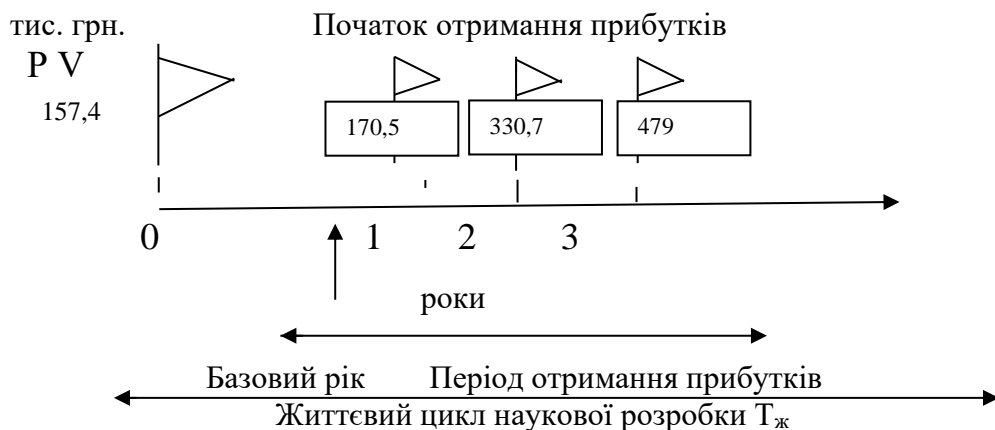 тис. грн. Початок отримання прибутків
P V
157,4
170,5 330,7 479
0 1 2 3
роки
Базовий рік Період отримання прибутків
Життєвий цикл наукової розробки Тж